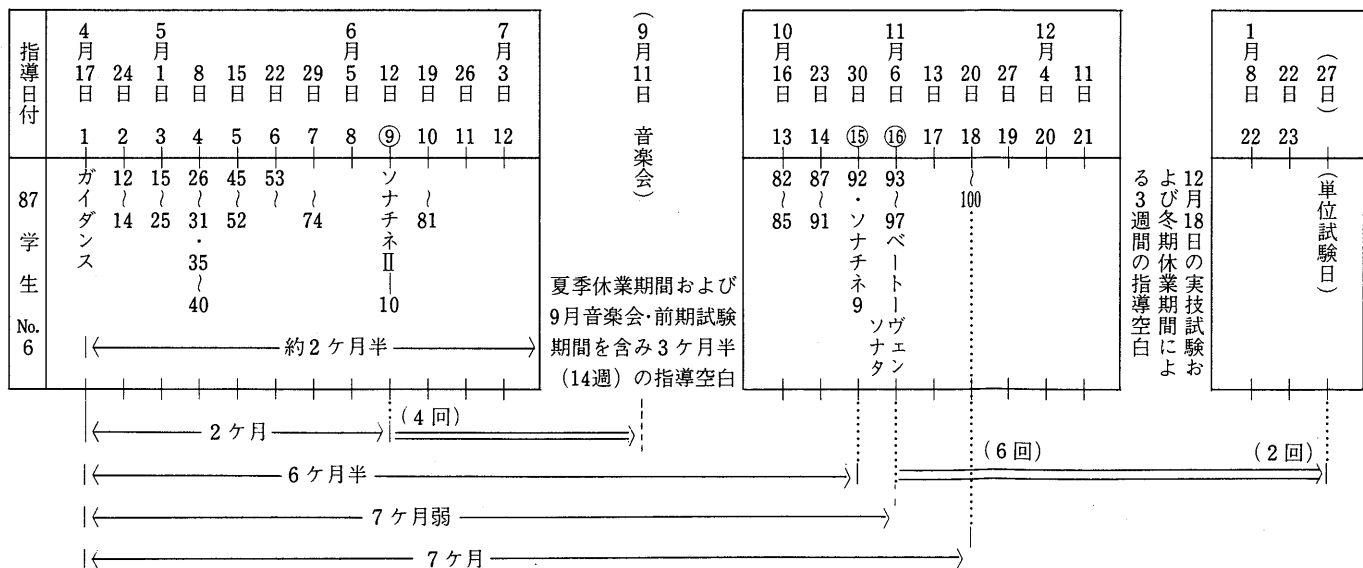 指導日付
4月17日 24日 5月1日 8日 15日 22日 29日 6月5日 12日 19日 26日 7月3日
1 2 3 4 5 6 7 8 ⑨ 10 11 12
(9月11日 音楽会)
10月16日 23日 30日 11月6日 13日 20日 27日 12月4日 11日
13 14 ⑮ ⑯ 17 18 19 20 21
1月8日 22日 (27日)
22 23
87学生No.6
ガイダンス
12~14
15~25
26~31・35~40
45~52
53~
~74
ソナチネⅡ—10
~81
約2ケ月半
夏季休業期間および
9月音楽会・前期試験
期間を含み3ケ月半
(14週)の指導空白
82~85
87~91
92・ソナチネ9
93~97ベートーヴェン
ソナタ
~100
12月18日の実技試験お
よび冬期休業期間によ
る3週間の指導空白
(単位試験日)
2ケ月
(4回)
6ケ月半
(6回)
(2回)
7ケ月弱
7ケ月